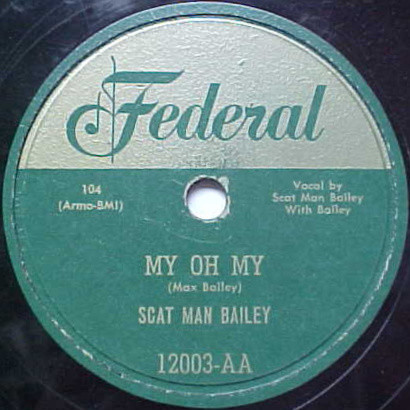 Federal
104
(Armo-BMI)
Vocal by
Scat Man Bailey
With Bailey
MY OH MY
(Max Bailey)
SCAT MAN BAILEY
12003-AA